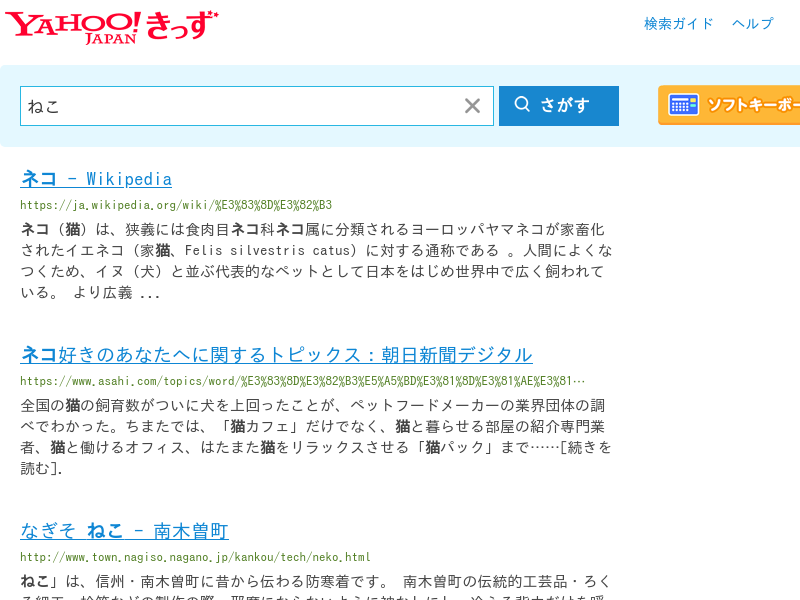 YAHOO! JAPAN きっず
検索ガイド ヘルプ
ねこ
さがす
ソフトキーボー
ネコ - Wikipedia
https://ja.wikipedia.org/wiki/%E3%83%8D%E3%82%B3
ネコ（猫）は、狭義には食肉目ネコ科ネコ属に分類されるヨーロッパヤマネコが家畜化
されたイエネコ（家猫、Felis silvestris catus）に対する通称である 。人間によくな
つくため、イヌ（犬）と並ぶ代表的なペットとして日本をはじめ世界中で広く飼われて
いる。 より広義 ...
ネコ好きのあなたへに関するトピックス：朝日新聞デジタル
https://www.asahi.com/topics/word/%E3%83%8D%E3%82%B3%E5%A5%BD%E3%81%8D%E3%81%AE%E3%81…
全国の猫の飼育数がついに犬を上回ったことが、ペットフードメーカーの業界団体の調
べでわかった。ちまたでは、「猫カフェ」だけでなく、猫と暮らせる部屋の紹介専門業
者、猫と働けるオフィス、はたまた猫をリラックスさせる「猫パック」まで……[続きを
読む].
なぎそ ねこ - 南木曽町
http://www.town.nagiso.nagano.jp/kankou/tech/neko.html
ねこ」は、信州・南木曽町に昔から伝わる防寒着です。 南木曽町の伝統的工芸品・ろく